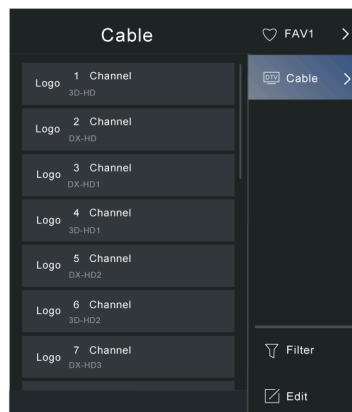 Cable
Logo 1 Channel
3D-HD
Logo 2 Channel
DX-HD
Logo 3 Channel
DX-HD1
Logo 4 Channel
3D-HD1
Logo 5 Channel
DX-HD2
Logo 6 Channel
3D-HD2
Logo 7 Channel
DX-HD3
FAV1
DTV Cable
Filter
Edit